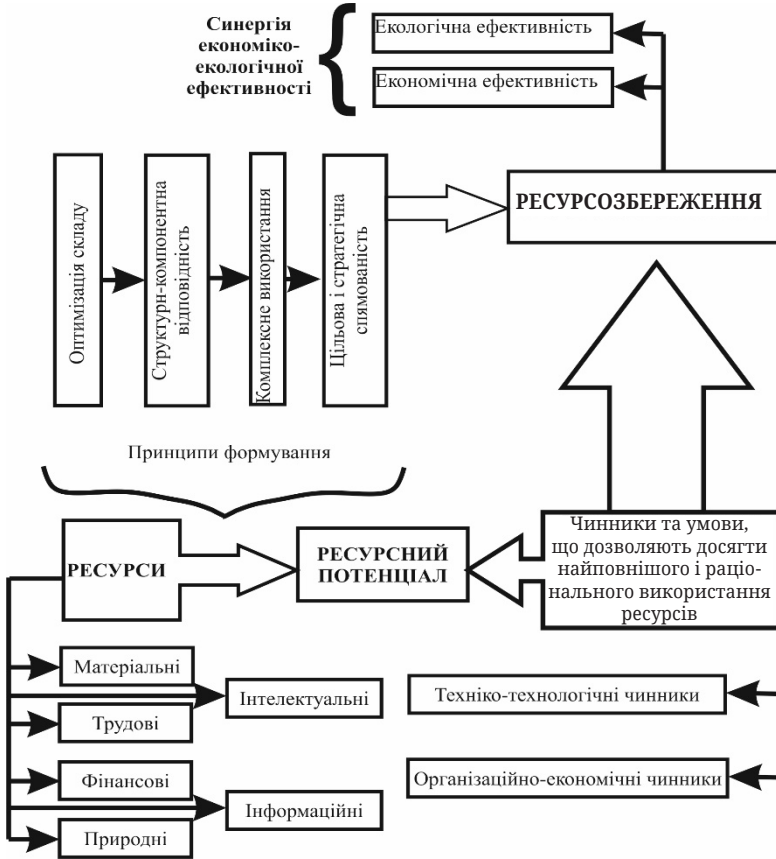 Синергія
економіко-
екологічної
ефективності
Екологічна ефективність
Економічна ефективність
РЕСУРСОЗБЕРЕЖЕННЯ
Оптимізація складу
Структурн-компонентна
відповідність
Комплексне використання
Цільова і стратегічна
спямованість
Принципи формування
РЕСУРСИ
РЕСУРСНИЙ
ПОТЕНЦІАЛ
Чинники та умови,
що дозволяють досягти
найповнішого і раціо-
нального використання
ресурсів
Матеріальні
Інтелектуальні
Трудові
Фінансові
Інформаційні
Природні
Техніко-технологічні чинники
Організаційно-економічні чинники